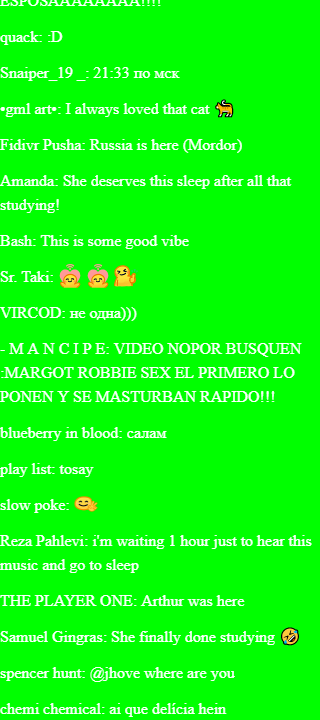 ESPOSAAAAAAAA!!!!
quack: :D
Snaiper_19 _: 21:33 по мск
•gml art•: I always loved that cat 🐈
Fidivr Pusha: Russia is here (Mordor)
Amanda: She deserves this sleep after all that
studying!
Bash: This is some good vibe
Sr. Taki:
VIRCOD: не одна)))
- M A N C I P E: VIDEO NOPOR BUSQUEN
:MARGOT ROBBIE SEX EL PRIMERO LO
PONEN Y SE MASTURBAN RAPIDO!!!
blueberry in blood: салам
play list: tosay
slow poke:
Reza Pahlevi: i'm waiting 1 hour just to hear this
music and go to sleep
THE PLAYER ONE: Arthur was here
Samuel Gingras: She finally done studying 🤣
spencer hunt: @jhove where are you
chemi chemical: ai que delícia hein